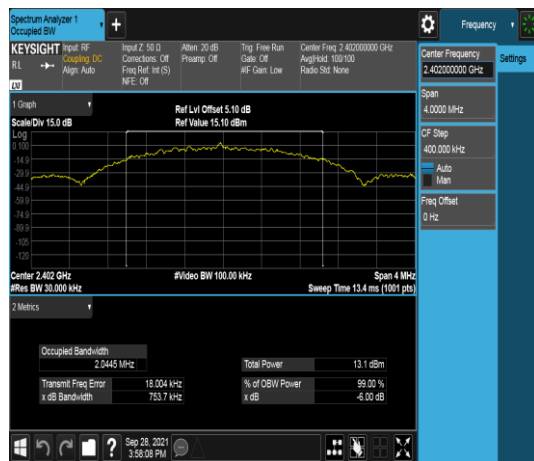 Spectrum Analyzer 1
Occupied BW
+
Frequency
KEYSIGHT
RL
Input: RF
Coupling: DC
Align: Auto
Input Z: 50 Ω
Corrections: Off
Freq Ref: Int (S)
NFE: Off
Atten: 20 dB
Preamp: Off
Trig: Free Run
Gate: Off
#IF Gain: Low
Center Freq: 2.402000000 GHz
Avg|Hold: 100/100
Radio Std: None
LXI
Center Frequency
2.402000000 GHz
Settings
Span
4.0000 MHz
CF Step
400.000 kHz
Auto
Man
Freq Offset
0 Hz
1 Graph
Scale/Div 15.0 dB
Ref Lvl Offset 5.10 dB
Ref Value 15.10 dBm
Log
0.100
-14.9
-29.9
-44.9
-59.9
-74.9
-89.9
-105
-120
Center 2.402 GHz
#Video BW 100.00 kHz
Span 4 MHz
#Res BW 30.000 kHz
Sweep Time 13.4 ms (1001 pts)
2 Metrics
Occupied Bandwidth
2.0445 MHz
Total Power 13.1 dBm
Transmit Freq Error 18.004 kHz
% of OBW Power 99.00 %
x dB Bandwidth 753.7 kHz
x dB -6.00 dB
?
Sep 28, 2021
3:58:08 PM